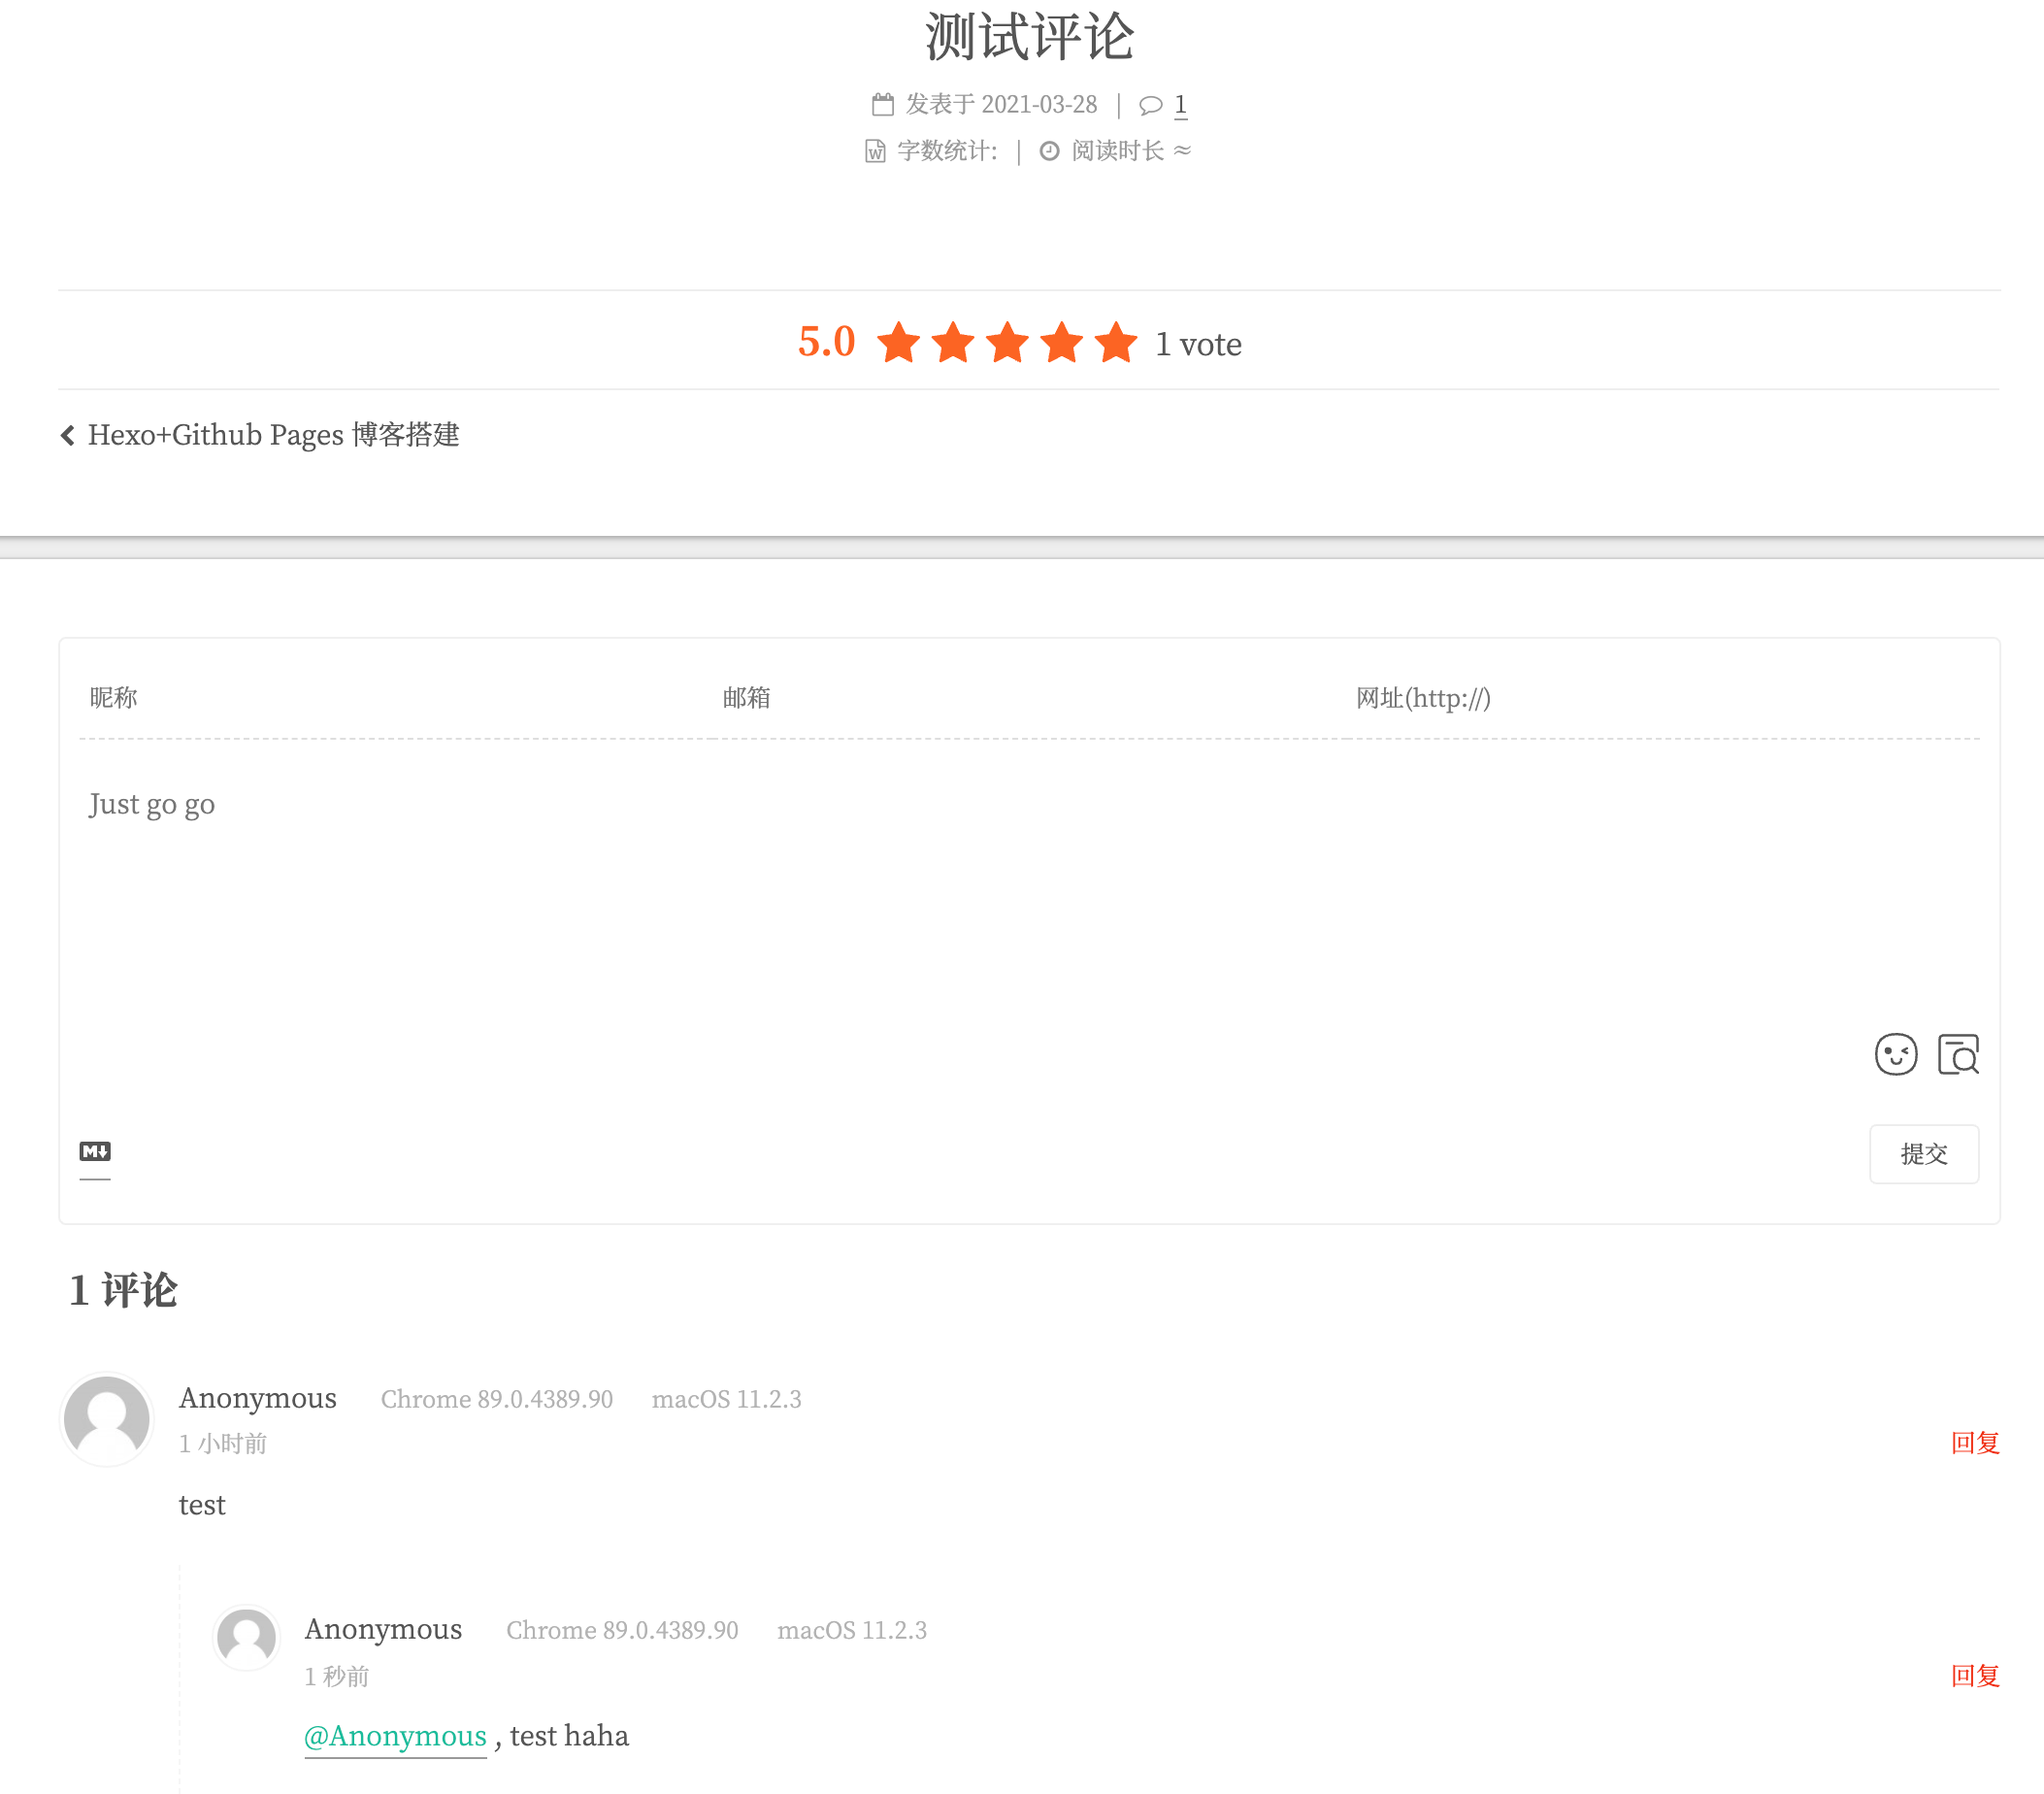 测试评论
发表于 2021-03-28 | 1
字数统计: | 阅读时长 ≈
5.0 1 vote
Hexo+Github Pages 博客搭建
昵称 邮箱 网址(http://)
Just go go
M
提交
1 评论
Anonymous Chrome 89.0.4389.90 macOS 11.2.3
1 小时前 回复
test
Anonymous Chrome 89.0.4389.90 macOS 11.2.3
1 秒前 回复
@Anonymous , test haha